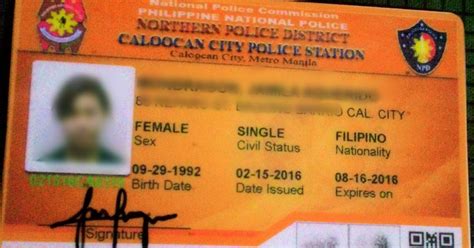 National Police Commission
PHILIPPINE NATIONAL POLICE
NORTHERN POLICE DISTRICT
CALOOCAN CITY POLICE STATION
Caloocan City, Metro Manila
CAL. CITY
FEMALE SINGLE FILIPINO
Sex Civil Status Nationality
09-29-1992 02-15-2016 08-16-2016
Birth Date Date Issued Expires on
Signature
NPD